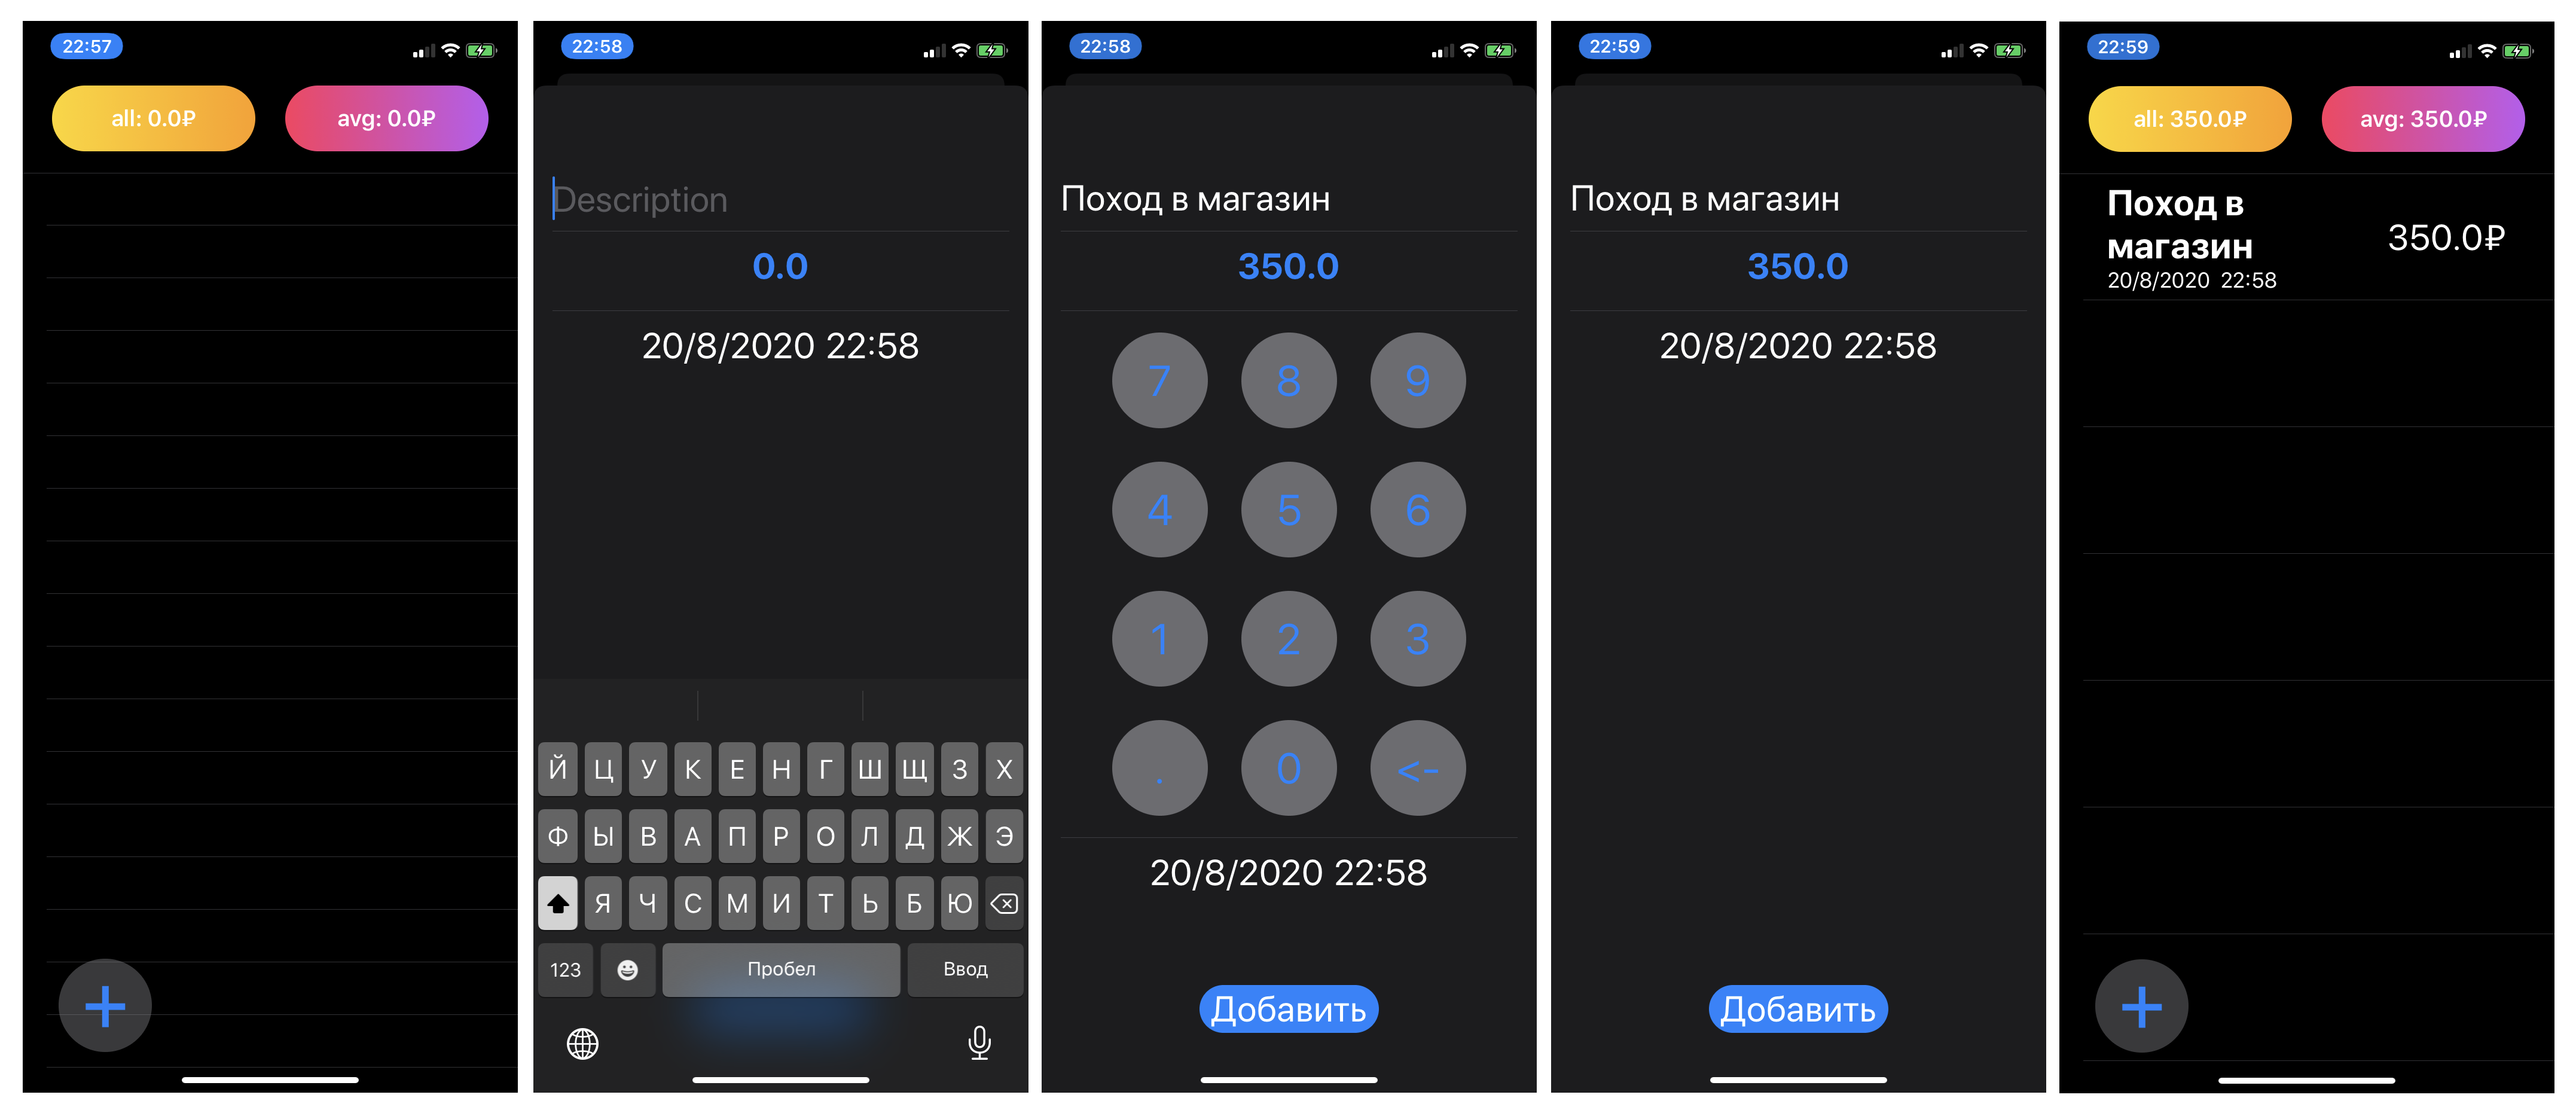 22:57
all: 0.0₽
avg: 0.0₽
22:58
Description
0.0
20/8/2020 22:58
Й Ц У К Е Н Г Ш Щ З Х
Ф Ы В А П Р О Л Д Ж Э
Я Ч С М И Т Ь Б Ю
123
Пробел
Ввод
22:58
Поход в магазин
350.0
7 8 9
4 5 6
1 2 3
. 0 <-
20/8/2020 22:58
Добавить
22:59
Поход в магазин
350.0
20/8/2020 22:58
Добавить
22:59
all: 350.0₽
avg: 350.0₽
Поход в
магазин
350.0₽
20/8/2020 22:58